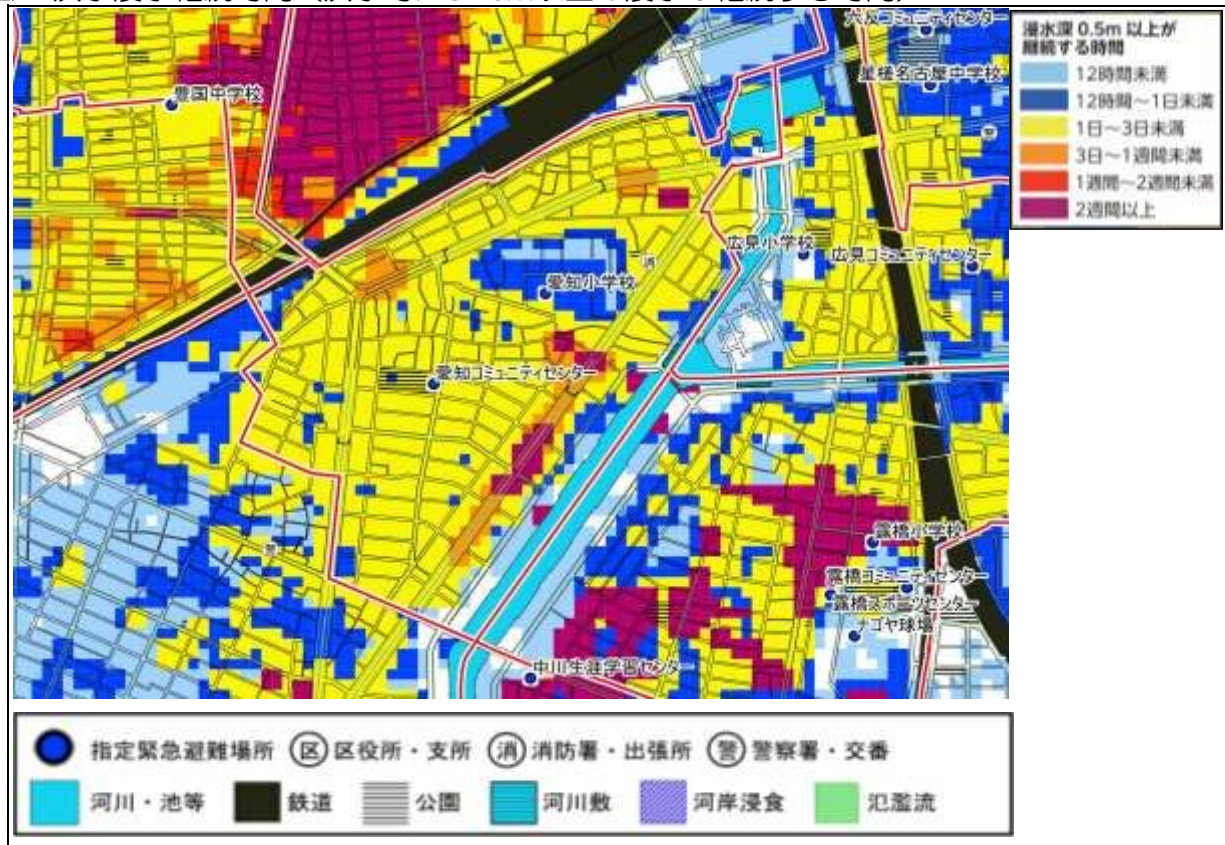 六反コミュニティセンター
星槎名古屋中学校
豊国中学校
広見小学校
広見コミュニティセンター
消
愛知小学校
愛知コミュニティセンター
露橋小学校
露橋コミュニティセンター
露橋スポーツセンター
ナゴヤ球場
中川生涯学習センター
浸水深 0.5m 以上が
継続する時間
12時間未満
12時間～1日未満
1日～3日未満
3日～1週間未満
1週間～2週間未満
2週間以上
指定緊急避難場所 区 区役所・支所 消 消防署・出張所 警 警察署・交番
河川・池等 鉄道 公園 河川敷 河岸浸食 氾濫流